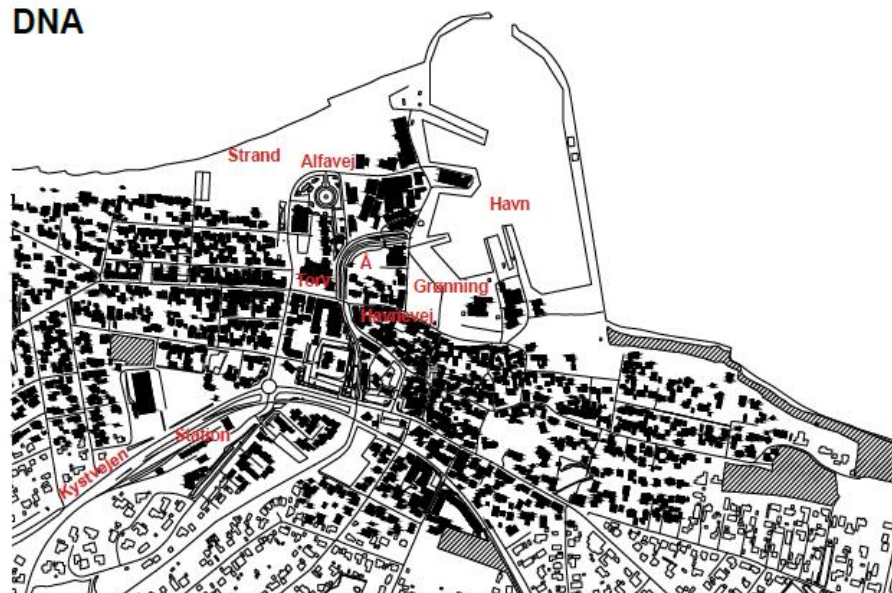 DNA
Strand
Alfavej
Havn
Å
Torv
Grønning
Havnevej
Station
Kystvejen